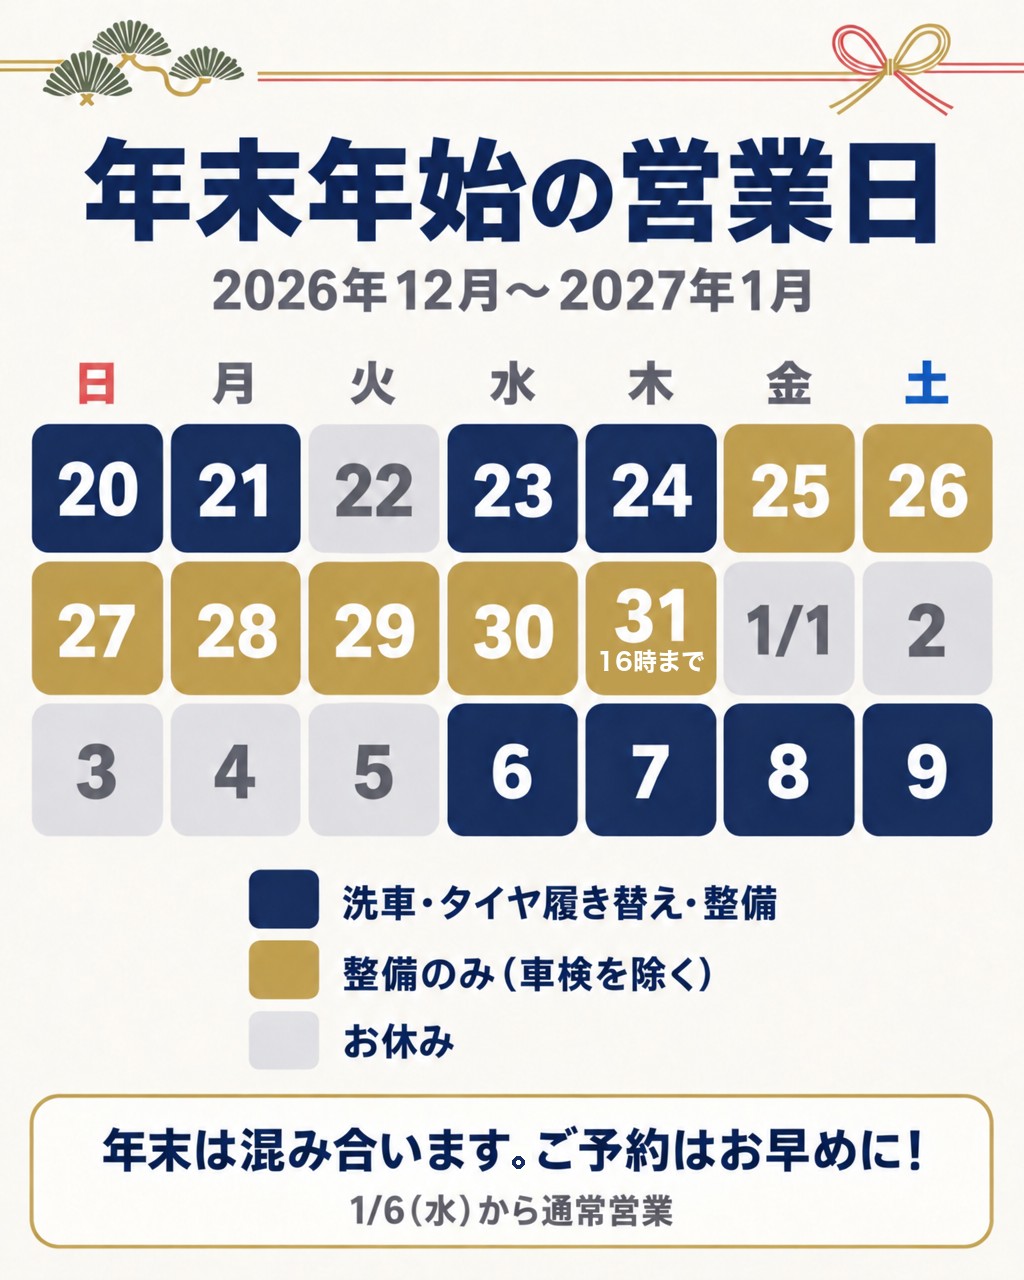 年末年始の営業日
2026年12月～2027年1月
日 月 火 水 木 金 土
20 21 22 23 24 25 26
27 28 29 30 31 1/1 2
16時まで
3 4 5 6 7 8 9
洗車・タイヤ履き替え・整備
整備のみ（車検を除く）
お休み
年末は混み合います。ご予約はお早めに！
1/6（水）から通常営業